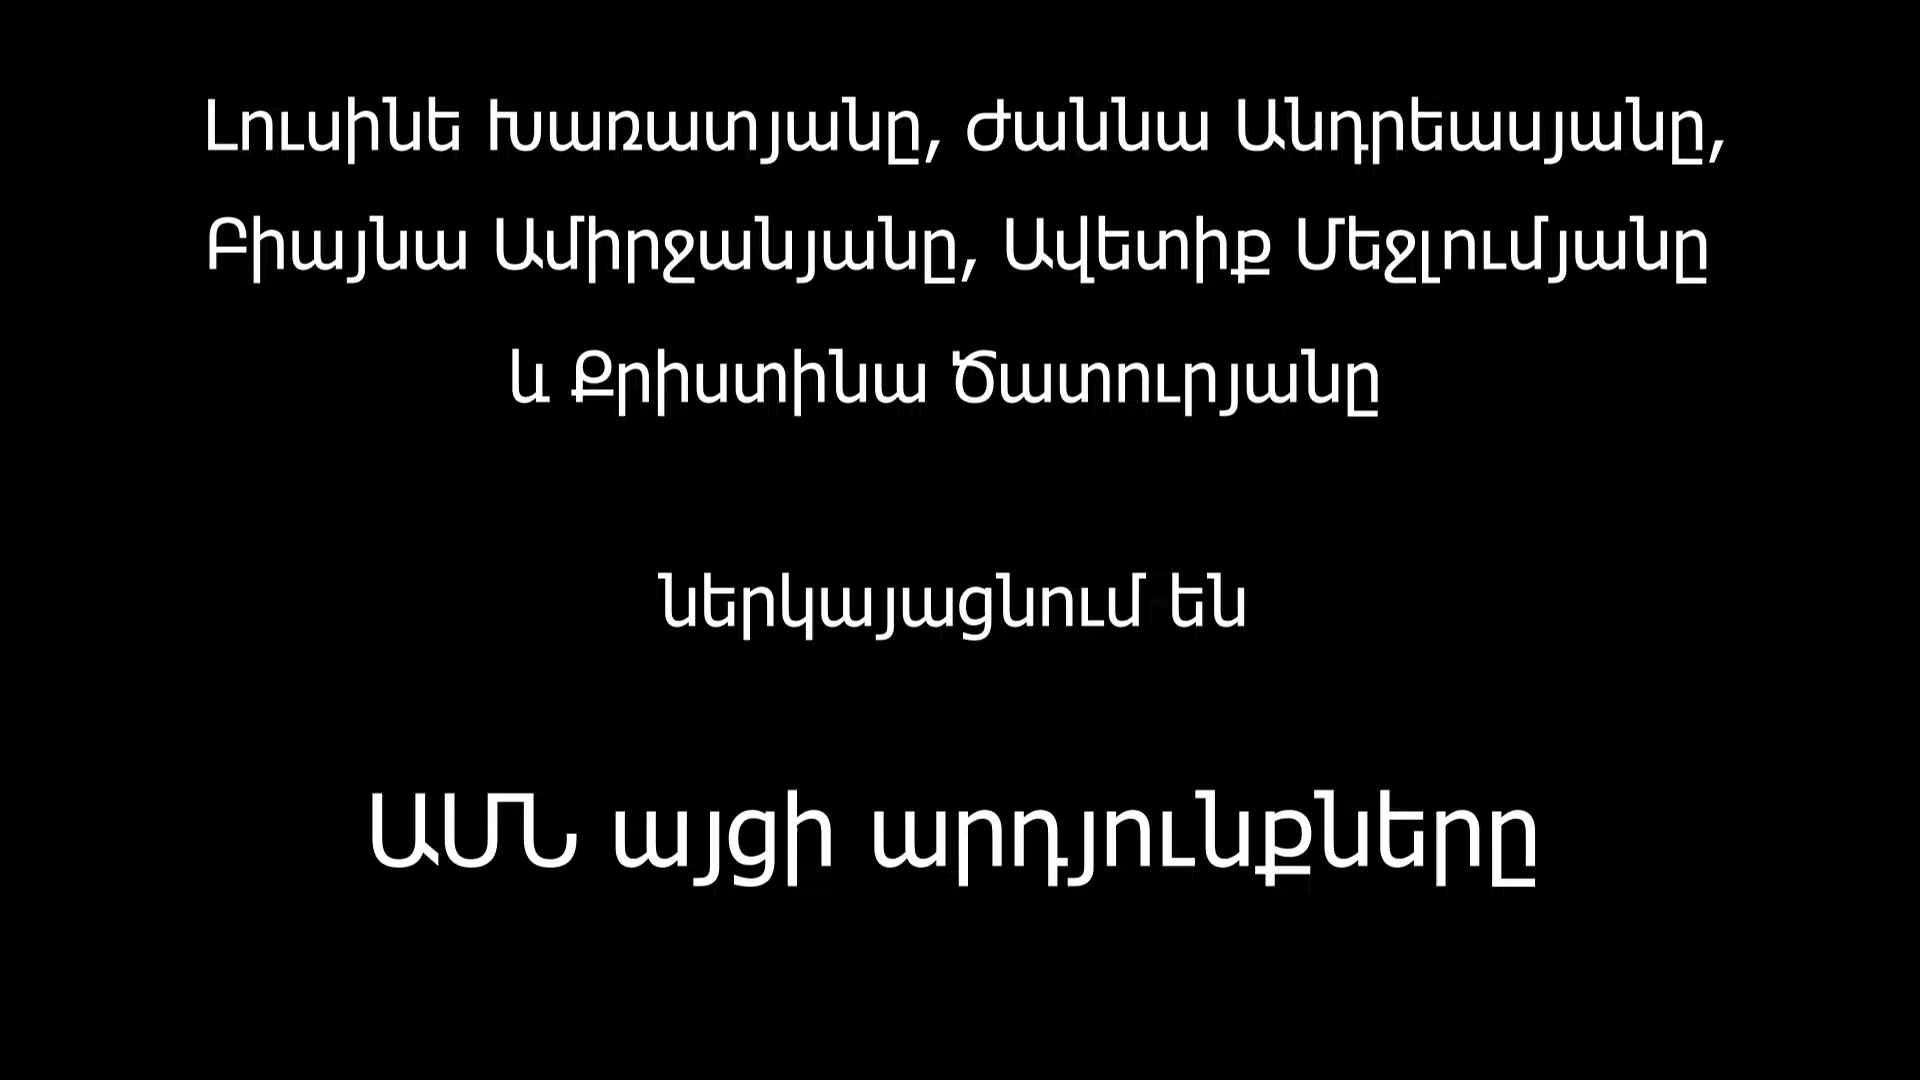 Լուսինե Խառատյանը, Ժաննա Անդրեասյանը,
Բիայնա Ամիրջանյանը, Ավետիք Մեջլումյանը
և Քրիստինա Ծատուրյանը
ներկայացնում են
ԱՄՆ այցի արդյունքները